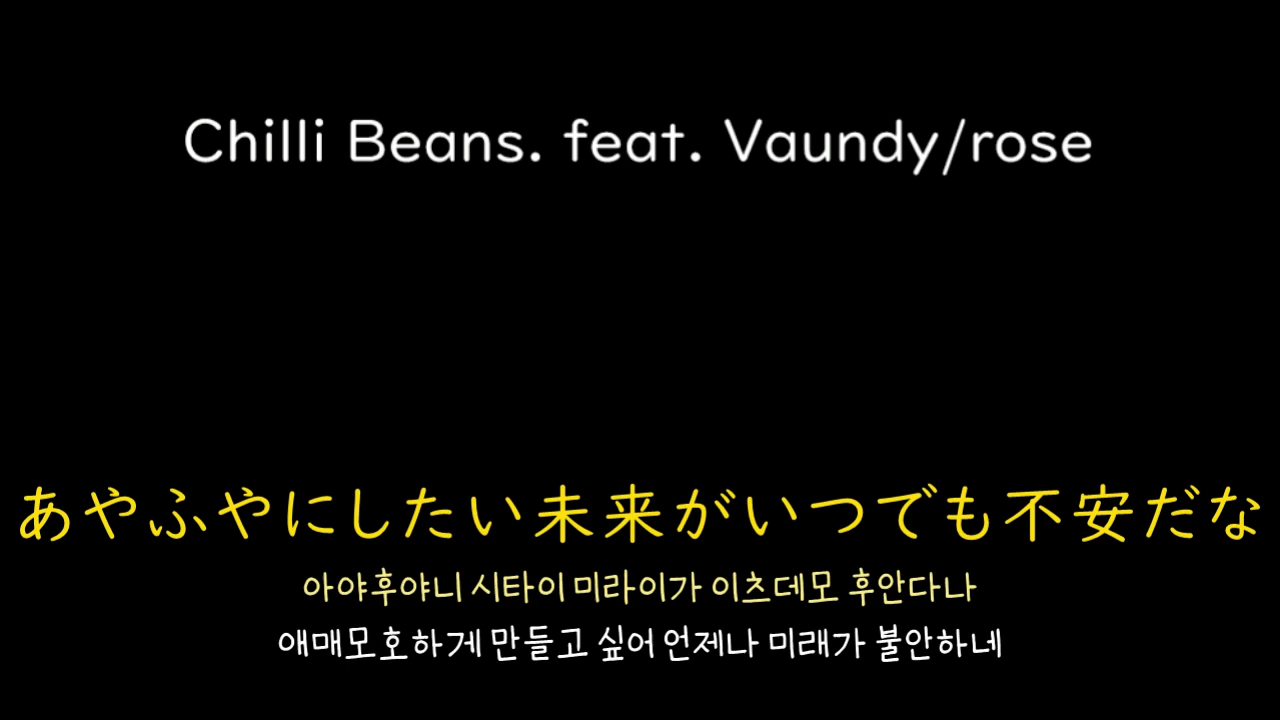 Chilli Beans. feat. Vaundy/rose
あやふやにしたい未来がいつでも不安だな
아야후야니 시타이 미라이가 이츠데모 후안다나
애매모호하게 만들고 싶어 언제나 미래가 불안하네